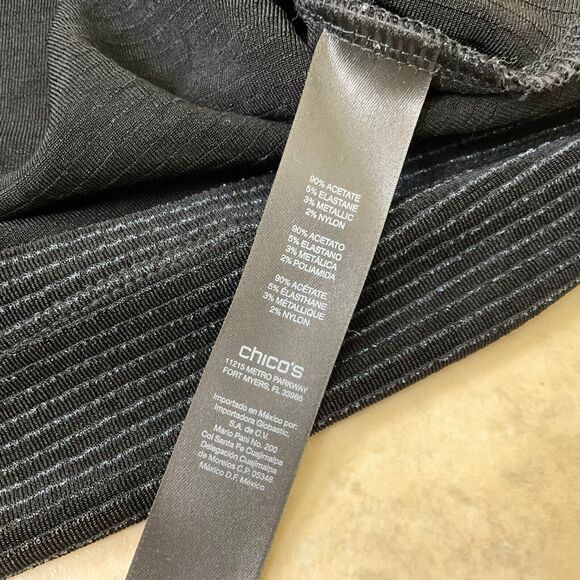 90% ACETATE
5% ELASTANE
3% METALLIC
2% NYLON
90% ACETATO
5% ELASTANO
3% METÁLICA
2% POLIAMIDA
90% ACÉTATE
5% ÉLASTHANE
3% MÉTALLIQUE
2% NYLON
chico's
11215 METRO PARKWAY
FORT MYERS, FL 33966
Importado en México por:
Importadora Globastic,
S.A. de C.V.
Mario Pani No. 200
Col Santa Fe Cuajimalpa
Delegación Cuajimalpa
de Morelos C.P. 05348
México D.F. México